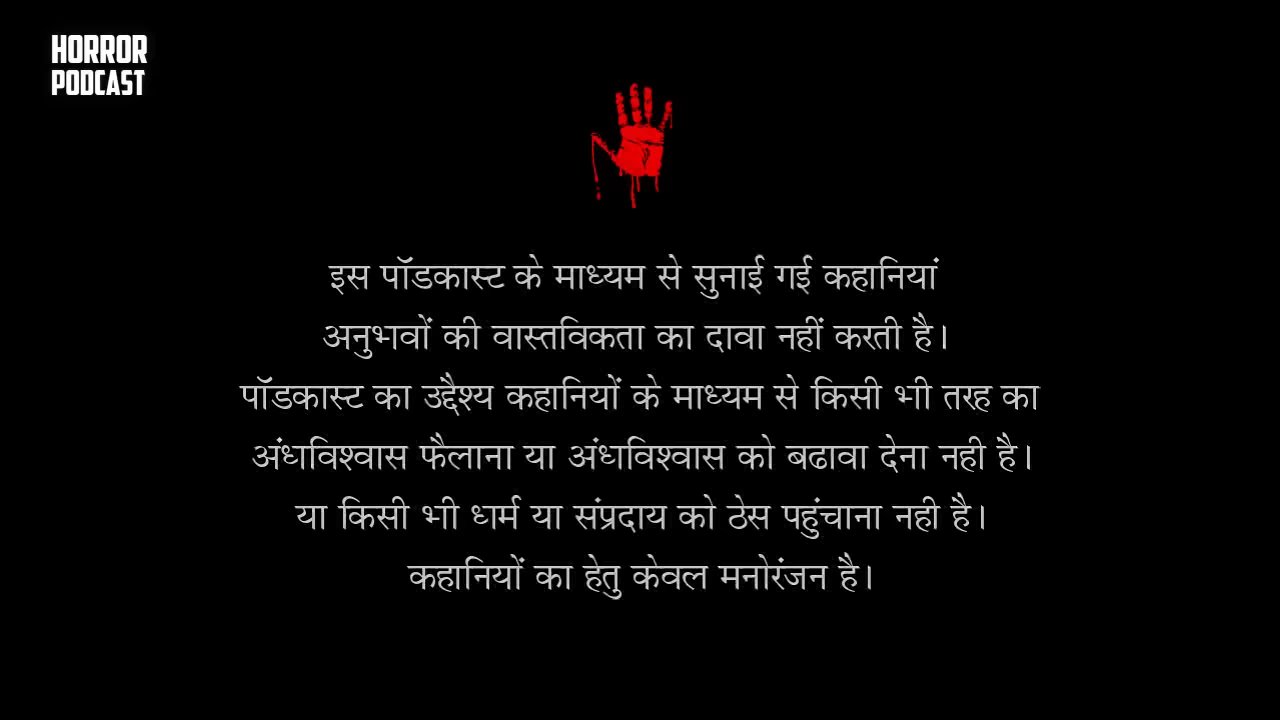 HORROR
PODCAST
इस पॉडकास्ट के माध्यम से सुनाई गई कहानियां
अनुभवों की वास्तविकता का दावा नहीं करती है।
पॉडकास्ट का उद्दैश्य कहानियों के माध्यम से किसी भी तरह का
अंधविश्वास फैलाना या अंधविश्वास को बढावा देना नही है।
या किसी भी धार्म या संप्रदाय को ठेस पहुंचाना नही है।
कहानियों का हेतु केवल मनोरंजन है।